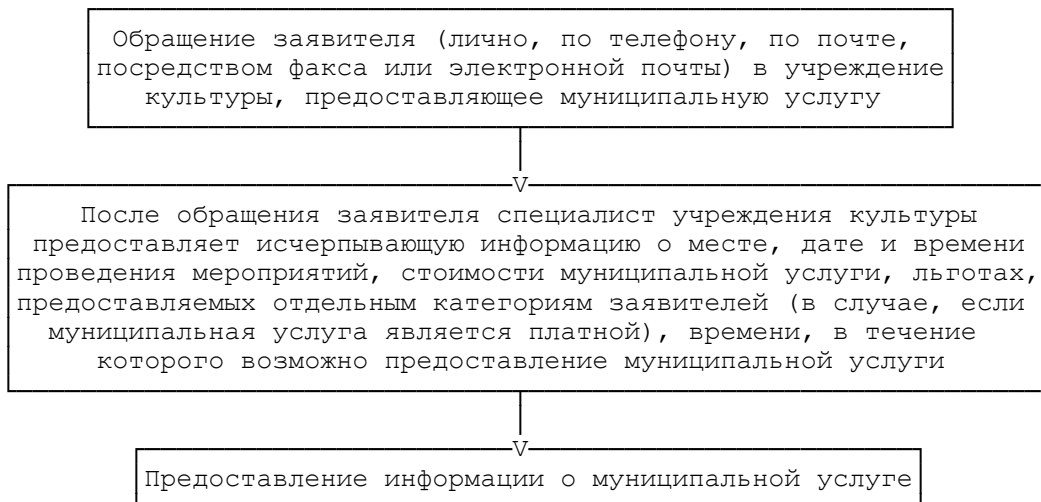 Обращение заявителя (лично, по телефону, по почте,
посредством факса или электронной почты) в учреждение
культуры, предоставляющее муниципальную услугу
V
После обращения заявителя специалист учреждения культуры
предоставляет исчерпывающую информацию о месте, дате и времени
проведения мероприятий, стоимости муниципальной услуги, льготах,
предоставляемых отдельным категориям заявителей (в случае, если
муниципальная услуга является платной), времени, в течение
которого возможно предоставление муниципальной услуги
V
Предоставление информации о муниципальной услуге